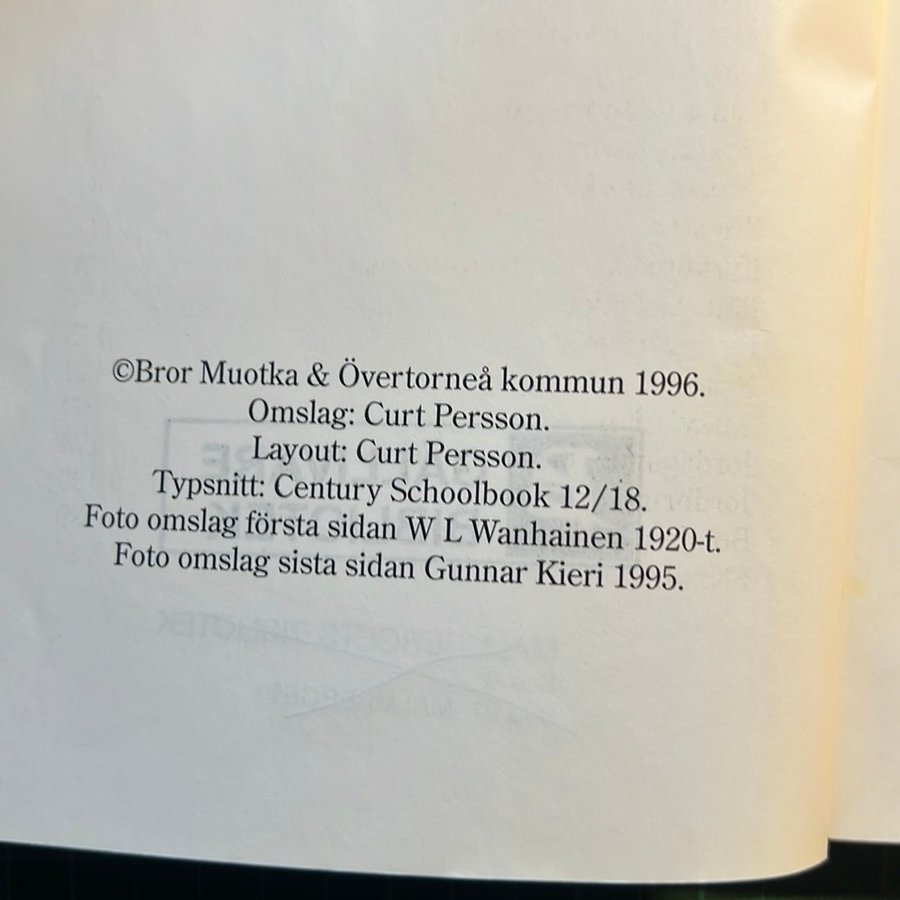 ©Bror Muotka & Övertorneå kommun 1996.
Omslag: Curt Persson.
Layout: Curt Persson.
Typsnitt: Century Schoolbook 12/18.
Foto omslag första sidan W L Wanhainen 1920-t.
Foto omslag sista sidan Gunnar Kieri 1995.